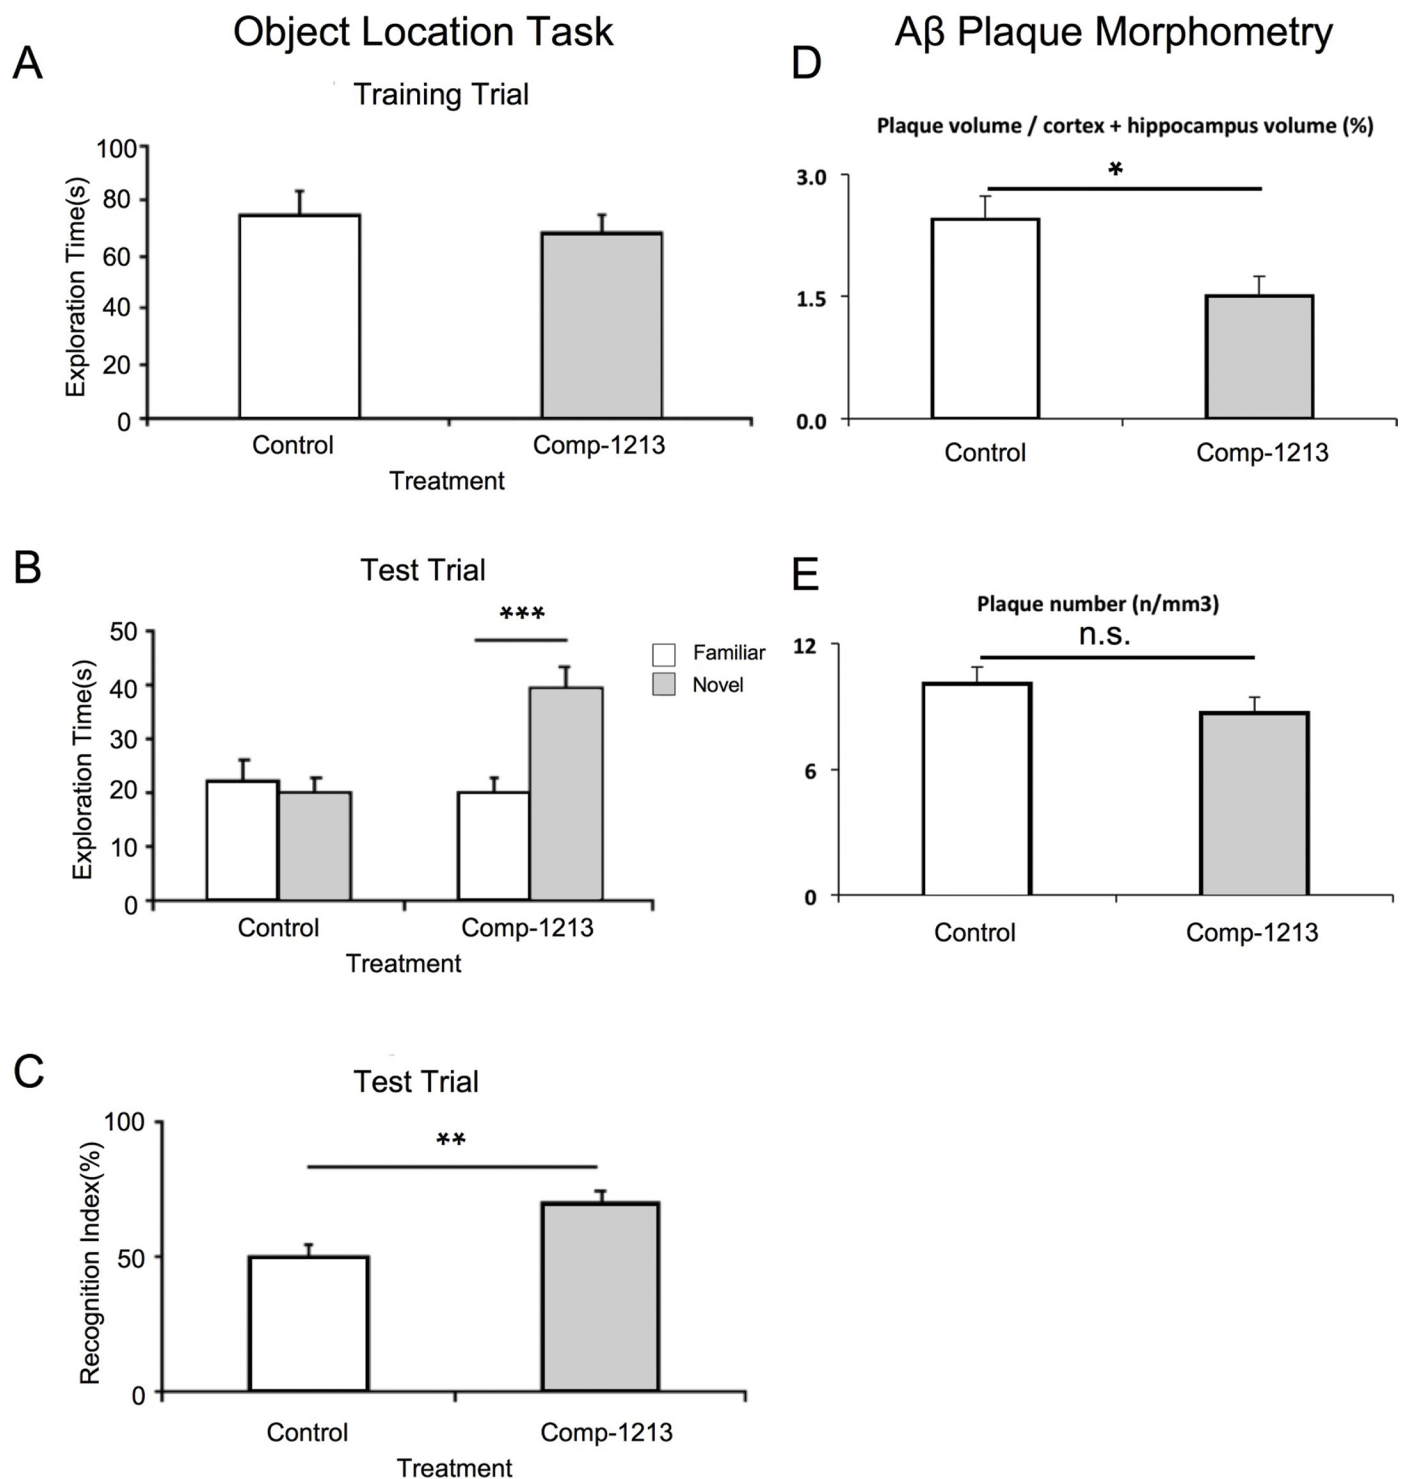 Object Location Task
A
Training Trial
Exploration Time(s)
100
80
60
40
20
0
Control
Comp-1213
Treatment
B
Test Trial
***
Familiar
Novel
Exploration Time(s)
50
40
30
20
10
0
Control
Comp-1213
Treatment
C
Test Trial
**
Recognition Index(%)
100
50
0
Control
Comp-1213
Treatment
Aβ Plaque Morphometry
D
Plaque volume / cortex + hippocampus volume (%)
*
3.0
1.5
0.0
Control
Comp-1213
E
Plaque number (n/mm3)
n.s.
12
6
0
Control
Comp-1213